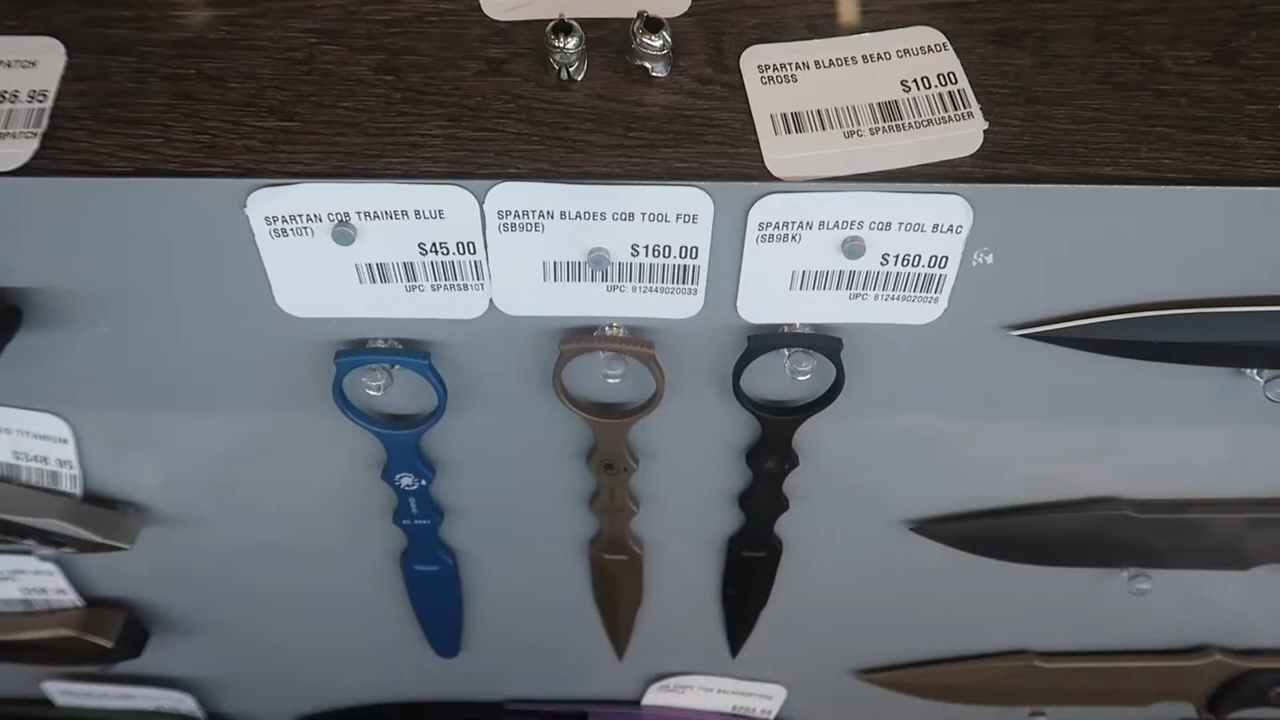 PATCH
$6.95
SPARTAN BLADES BEAD CRUSADE
CROSS
$10.00
UPC: SPARBEADCRUSADER
SPARTAN CQB TRAINER BLUE
(SB10T)
$45.00
UPC: SPARSB10T
SPARTAN BLADES CQB TOOL FDE
(SB9DE)
$160.00
UPC: 812449020033
SPARTAN BLADES CQB TOOL BLAC
(SB9BK)
$160.00
UPC: 812449020026